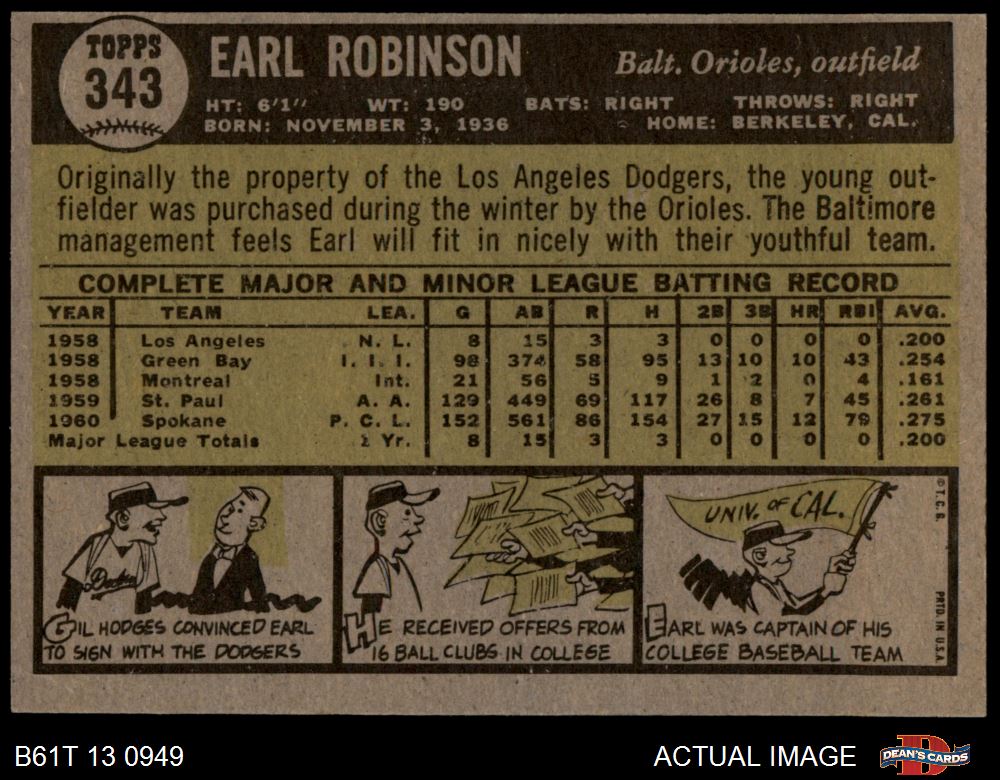 TOPPS
343
EARL ROBINSON
Balt. Orioles, outfield
HT: 6'1" WT: 190 BATS: RIGHT THROWS: RIGHT
BORN: NOVEMBER 3, 1936 HOME: BERKELEY, CAL.
Originally the property of the Los Angeles Dodgers, the young out-
fielder was purchased during the winter by the Orioles. The Baltimore
management feels Earl will fit in nicely with their youthful team.
COMPLETE MAJOR AND MINOR LEAGUE BATTING RECORD
YEAR TEAM LEA. G AB R H 2B 3B HR RBI AVG.
1958 Los Angeles N. L. 8 15 3 3 0 0 0 0 .200
1958 Green Bay I. I. I. 98 374 58 95 13 10 10 43 .254
1958 Montreal Int. 21 56 5 9 1 2 0 4 .161
1959 St. Paul A. A. 129 449 69 117 26 8 7 45 .261
1960 Spokane P. C. L. 152 561 86 154 27 15 12 79 .275
Major League Totals 1 Yr. 8 15 3 3 0 0 0 0 .200
GIL HODGES CONVINCED EARL
TO SIGN WITH THE DODGERS
HE RECEIVED OFFERS FROM
16 BALL CLUBS IN COLLEGE
UNIV. OF CAL.
EARL WAS CAPTAIN OF HIS
COLLEGE BASEBALL TEAM
© T. C. G.
PRTD. IN U.S.A.
B61T 13 0949
ACTUAL IMAGE
DEAN'S CARDS